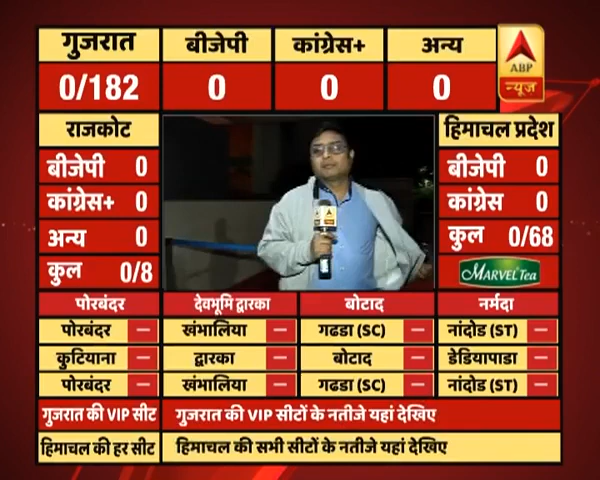 गुजरात बीजेपी कांग्रेस+ अन्य
0/182 0 0 0
ABP
न्यूज़
राजकोट
बीजेपी 0
कांग्रेस+ 0
अन्य 0
कुल 0/8
ABP
हिमाचल प्रदेश
बीजेपी 0
कांग्रेस 0
कुल 0/68
MARVEL Tea
पोरबंदर देवभूमि द्वारका बोटाद नर्मदा
पोरबंदर — खंभालिया — गढडा (SC) — नांदोड (ST) —
कुटियाना — द्वारका — बोटाद — डेडियापाडा —
पोरबंदर — खंभालिया — गढडा (SC) — नांदोड (ST) —
गुजरात की VIP सीट गुजरात की VIP सीटों के नतीजे यहां देखिए
हिमाचल की हर सीट हिमाचल की सभी सीटों के नतीजे यहां देखिए